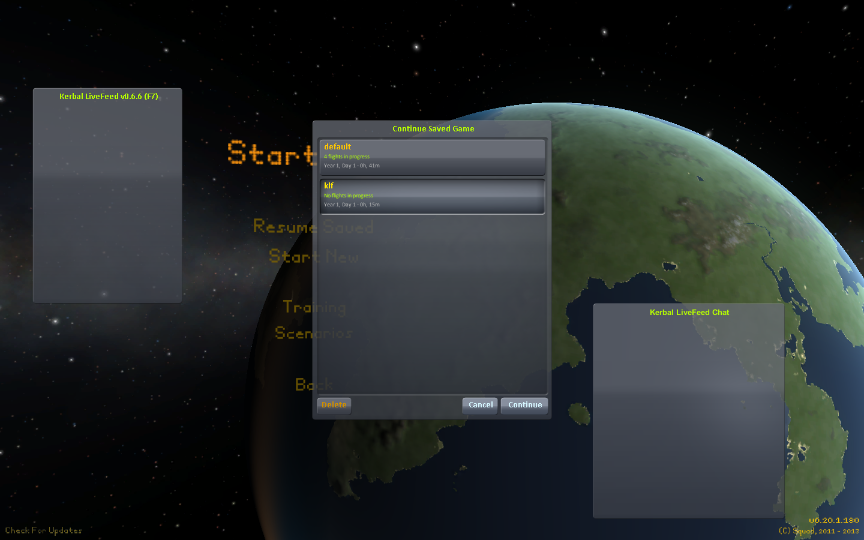 Kerbal LiveFeed v0.6.6 (F7)
Continue Saved Game
default
4 flights in progress
Year 1, Day 1 - 0h, 41m
klf
No flights in progress
Year 1, Day 1 - 0h, 15m
Start
Resume Saved
Start New
Training
Scenarios
Back
Delete
Cancel
Continue
Kerbal LiveFeed Chat
Check For Updates
v0.20.1.180
(C) Squad, 2011 - 2013